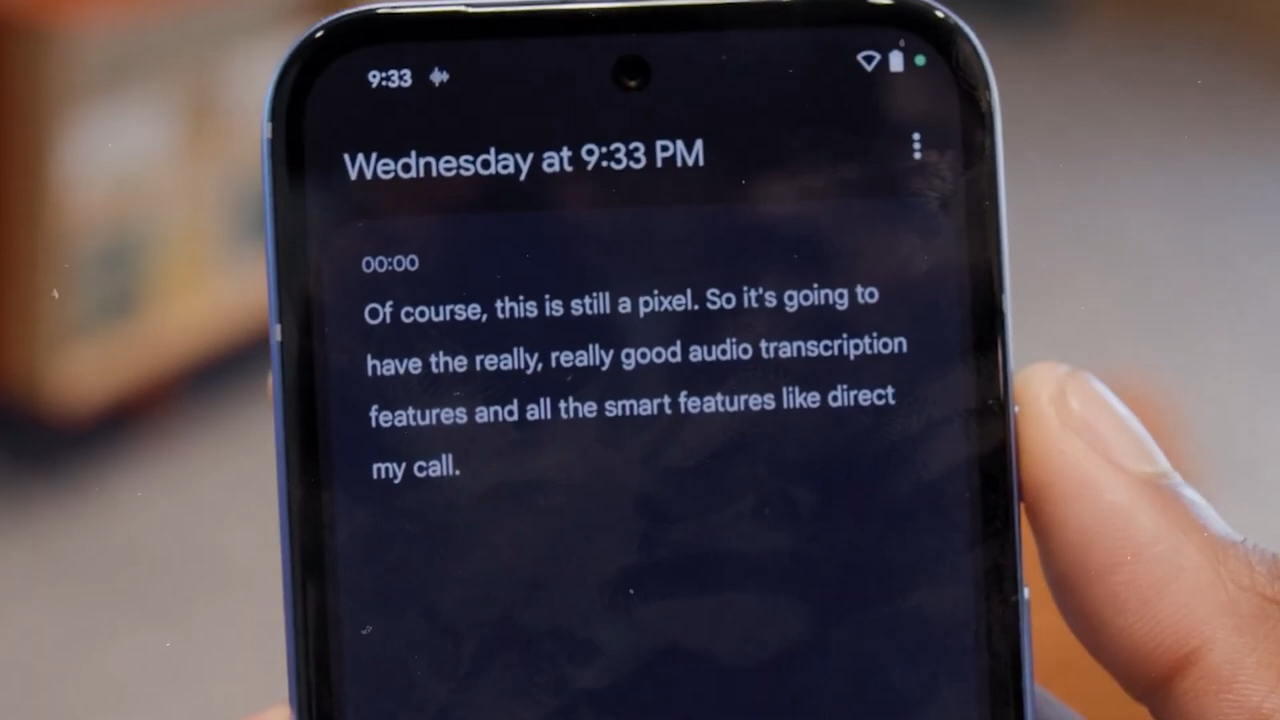 9:33
Wednesday at 9:33 PM
00:00
Of course, this is still a pixel. So it's going to
have the really, really good audio transcription
features and all the smart features like direct
my call.